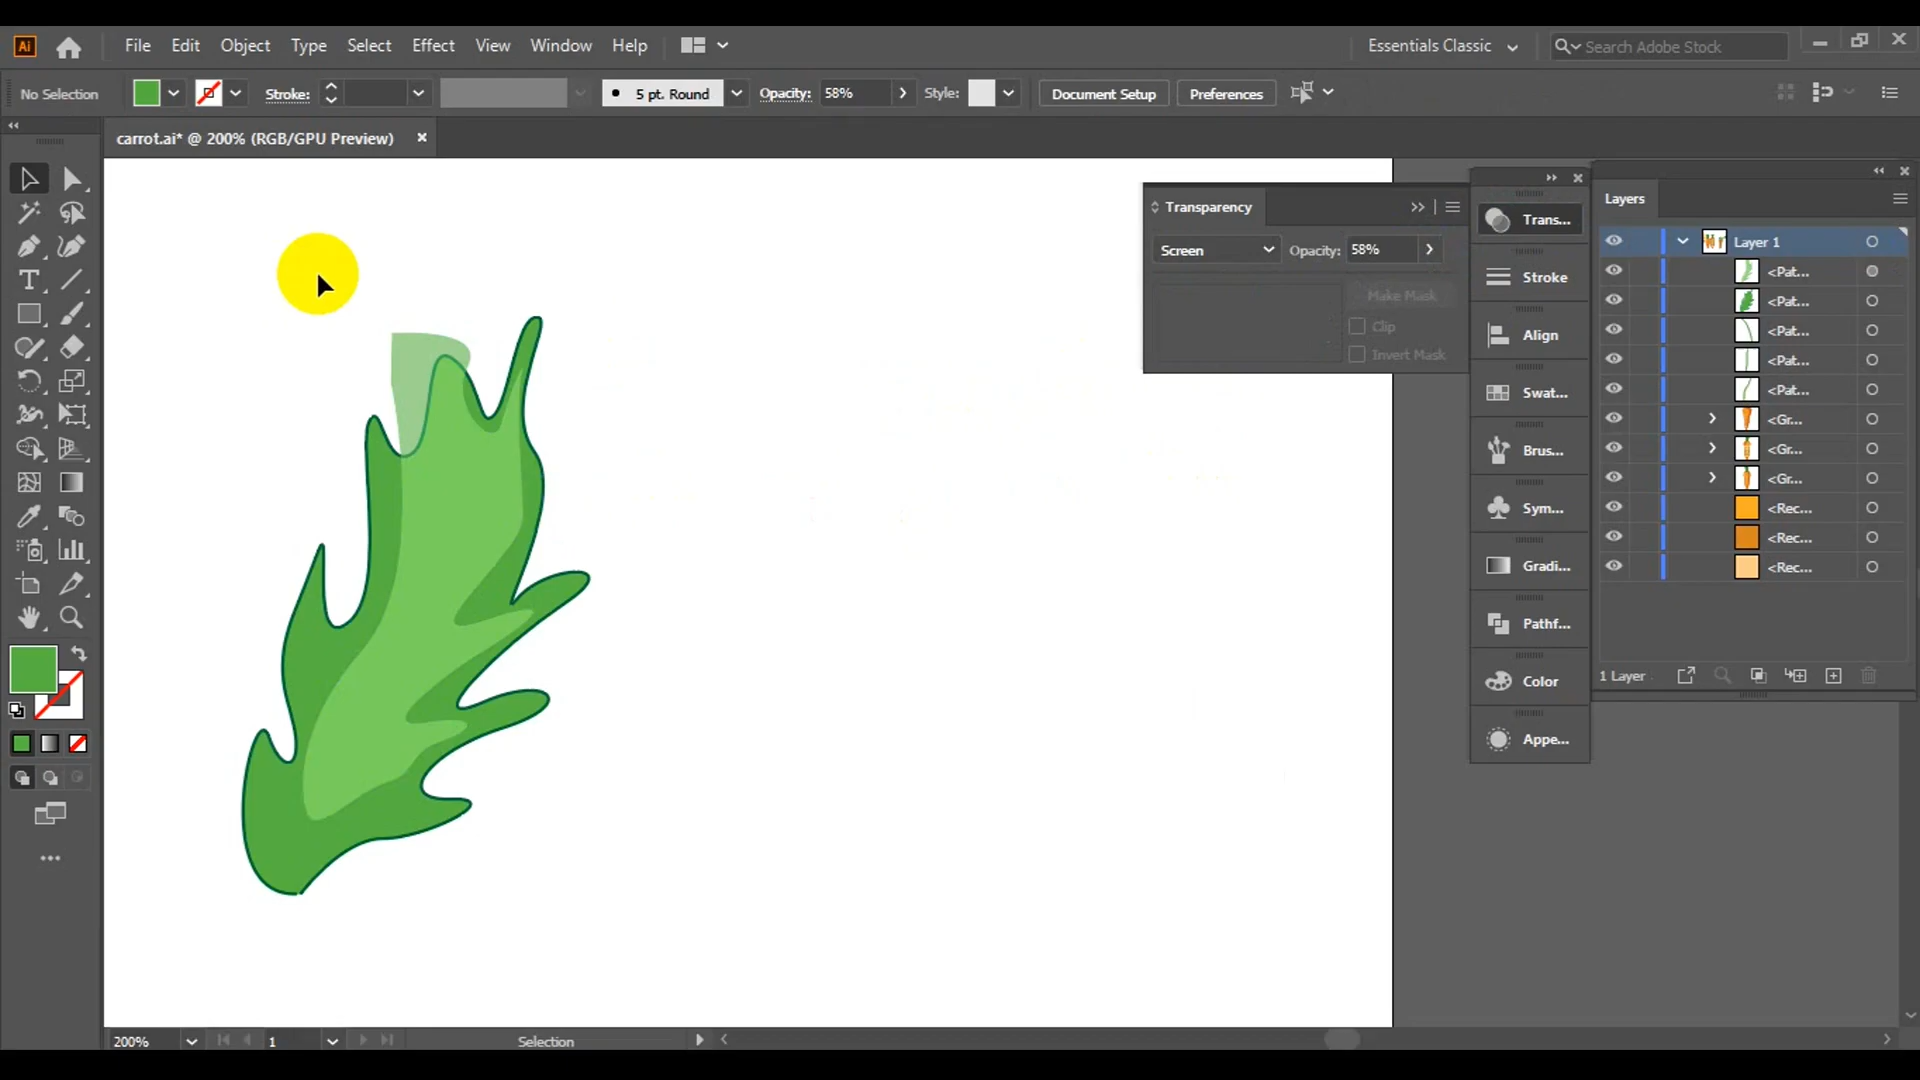 Ai File Edit Object Type Select Effect View Window Help Essentials Classic Search Adobe Stock
No Selection Stroke: 5 pt. Round Opacity: 58% Style: Document Setup Preferences
carrot.ai* @ 200% (RGB/GPU Preview)
Transparency
Screen Opacity: 58%
Make Mask
Clip
Invert Mask
Trans...
Stroke
Align
Swat...
Brus...
Sym...
Gradi...
Pathf...
Color
Appe...
Layers
Layer 1
<Pat...
<Pat...
<Pat...
<Pat...
<Pat...
<Gr...
<Gr...
<Gr...
<Rec...
<Rec...
<Rec...
1 Layer
200% 1 Selection